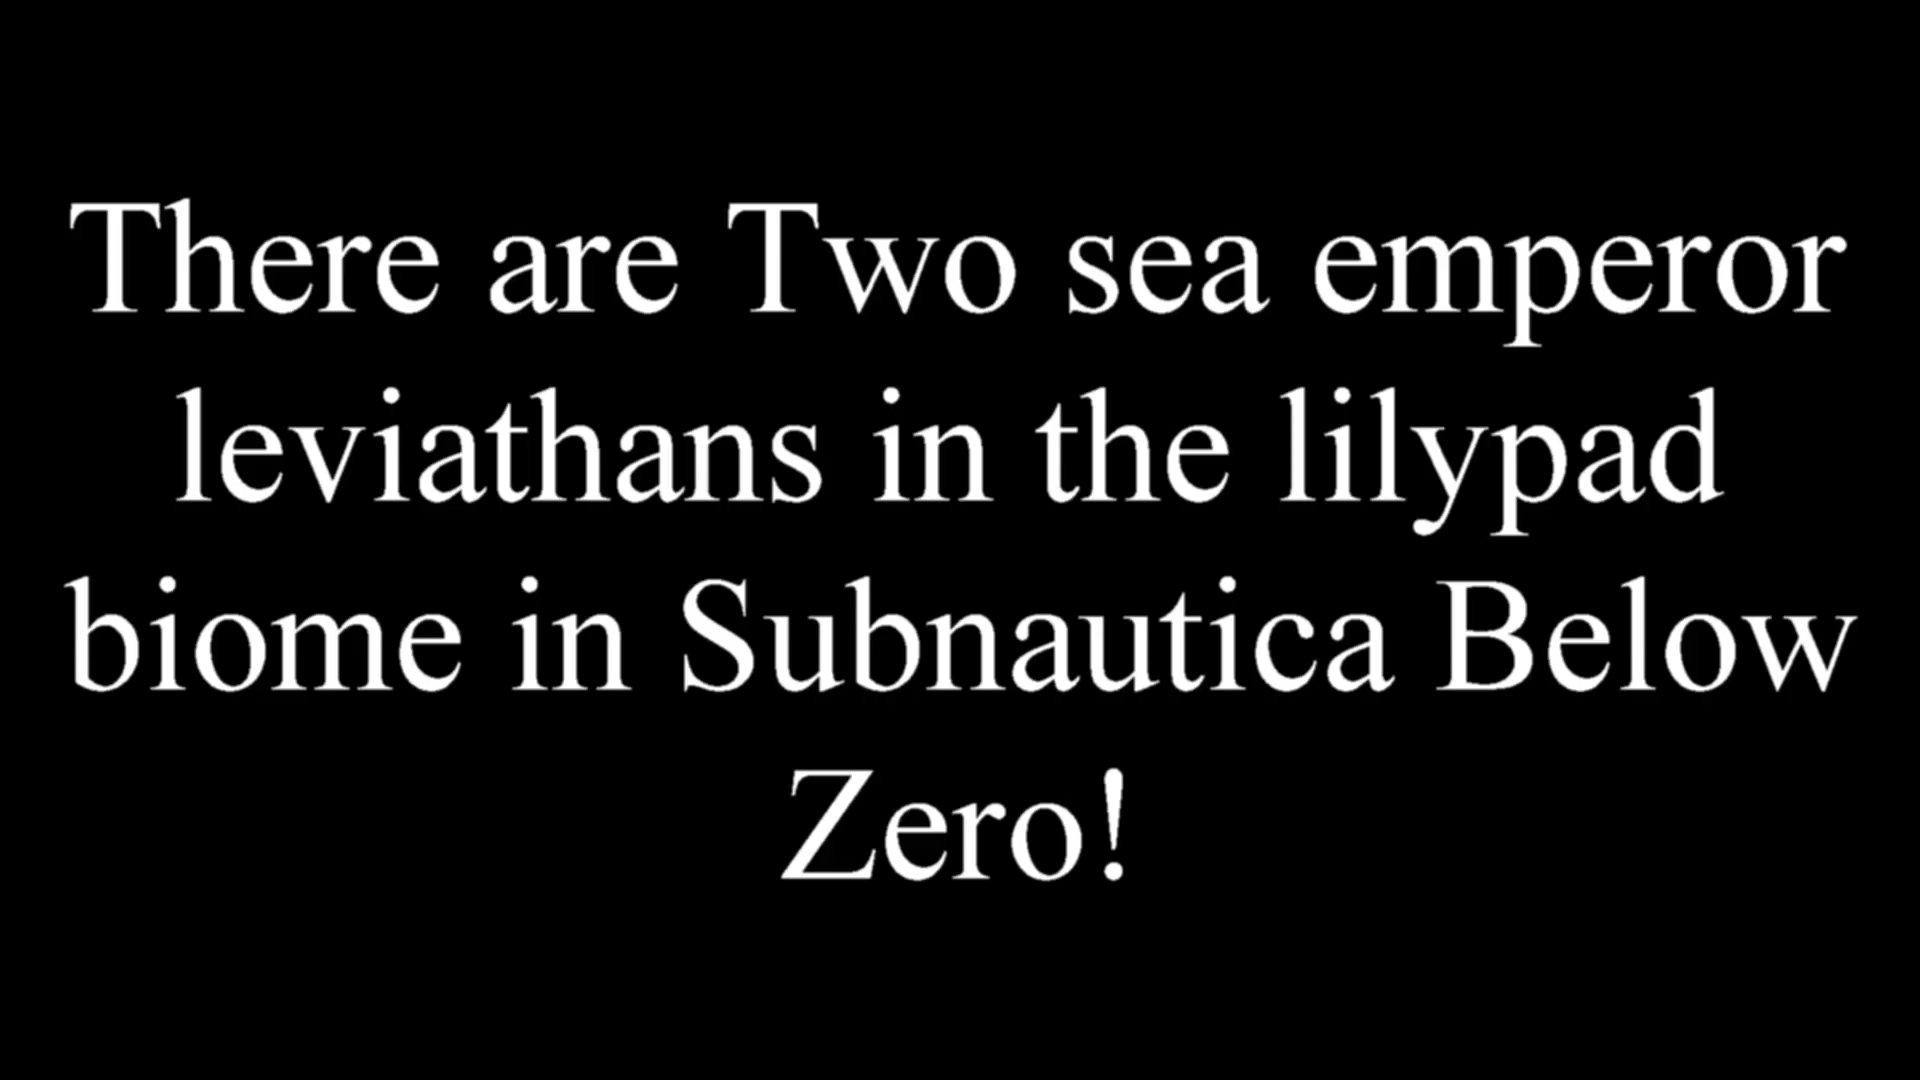 There are Two sea emperor
leviathans in the lilypad
biome in Subnautica Below
Zero!